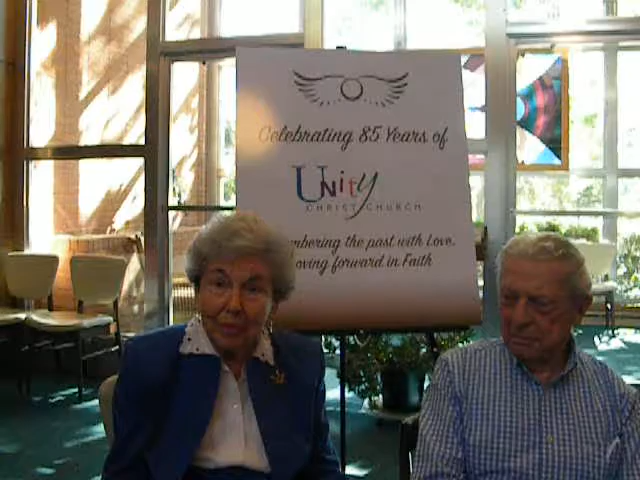 Celebrating 85 Years of
Unity
CHRIST CHURCH
mbering the past with Love,
oving forward in Faith